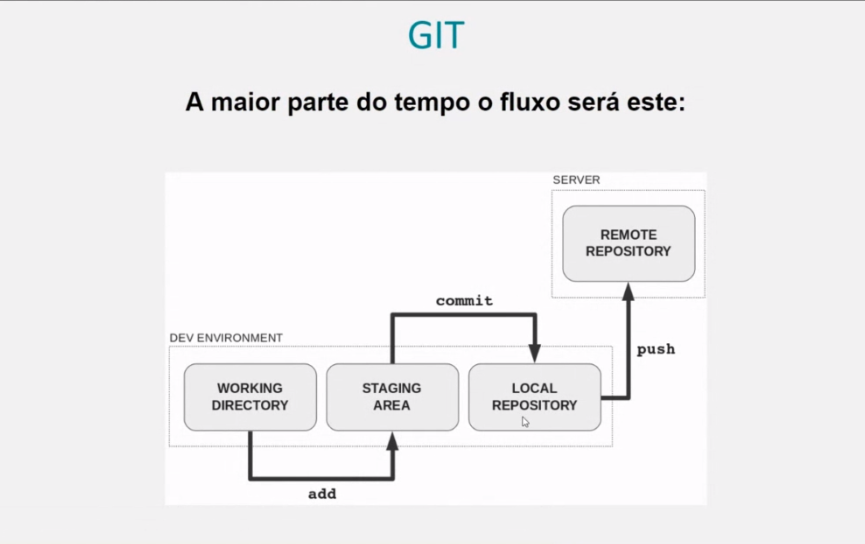 GIT
A maior parte do tempo o fluxo será este:
SERVER
REMOTE
REPOSITORY
commit
push
DEV ENVIRONMENT
WORKING
DIRECTORY
STAGING
AREA
LOCAL
REPOSITORY
add